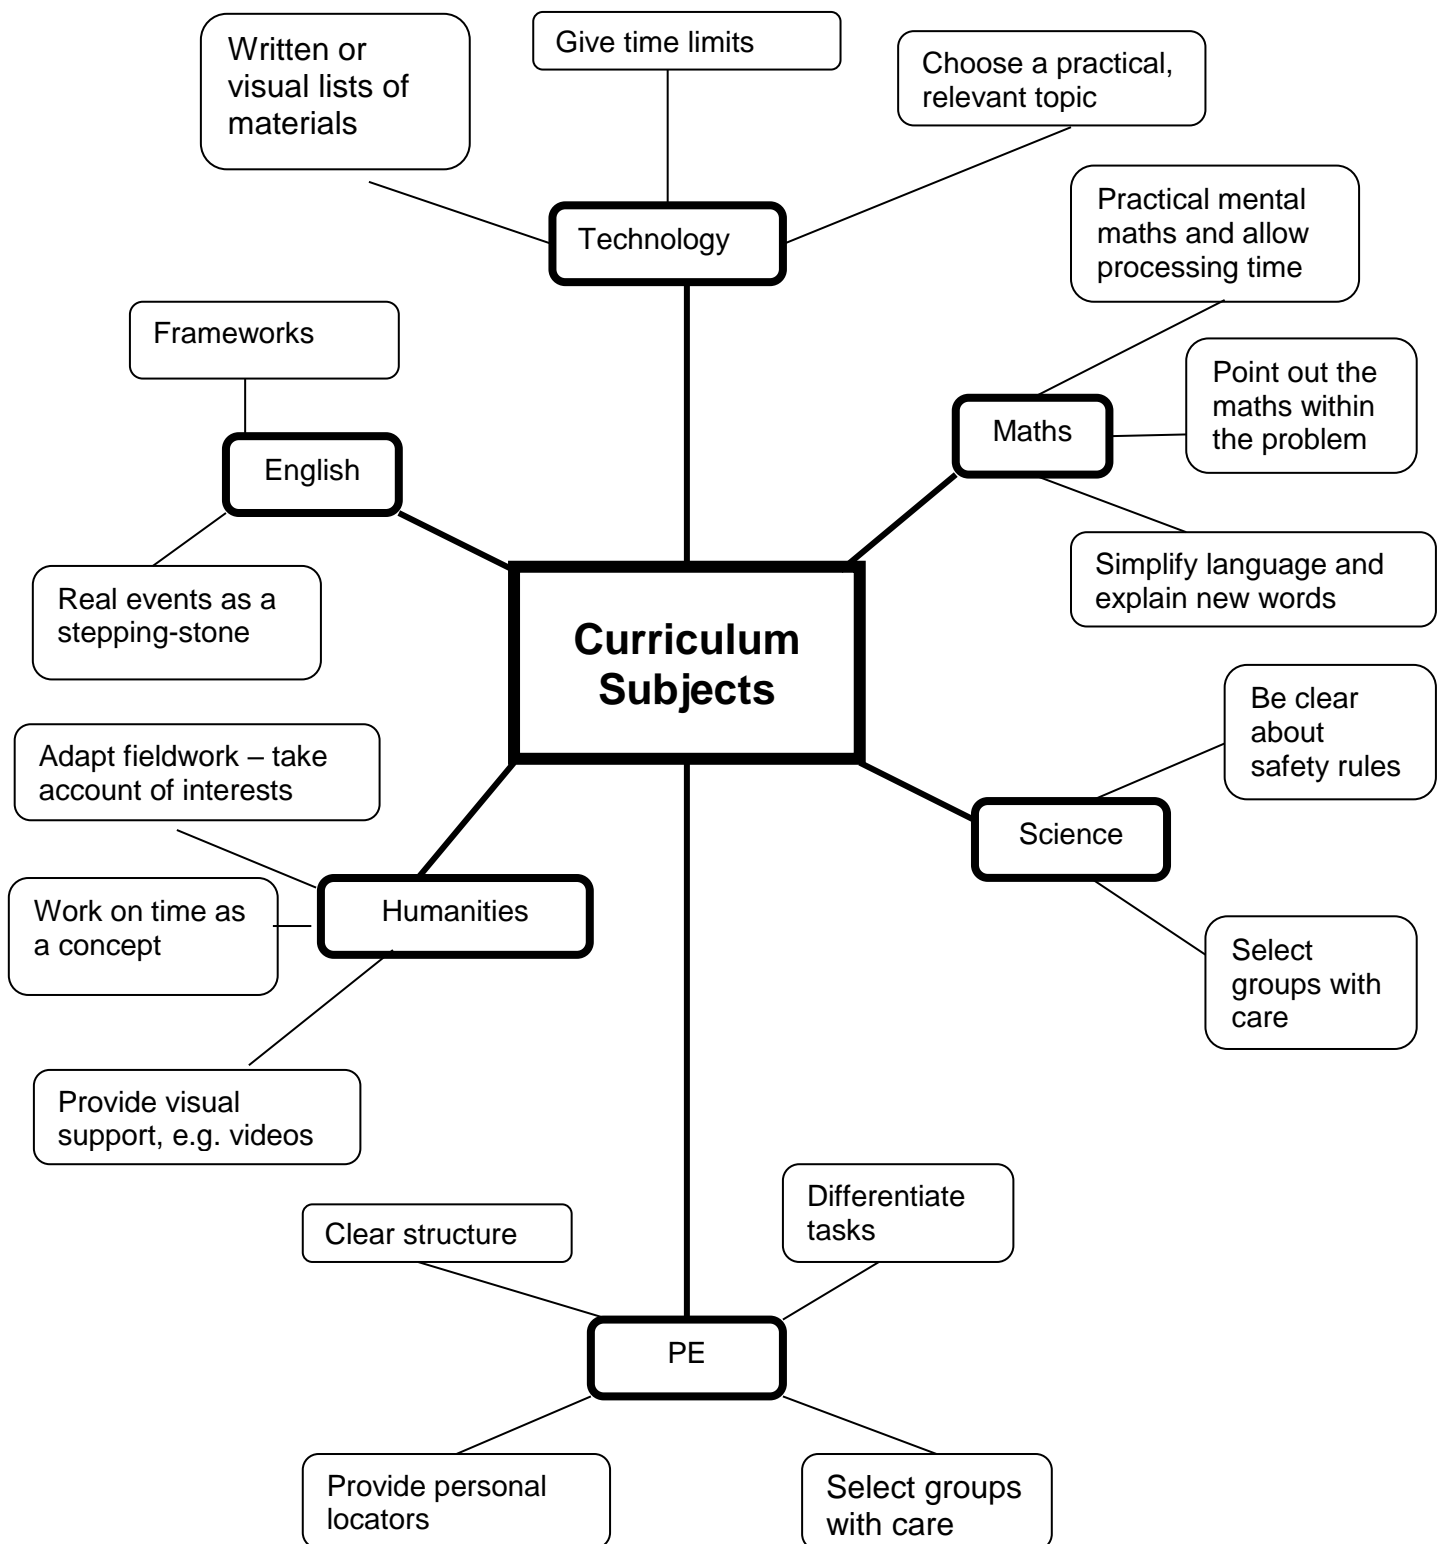 Written or
visual lists of
materials
Give time limits
Choose a practical,
relevant topic
Technology
Practical mental
maths and allow
processing time
Frameworks
Point out the
maths within
the problem
Maths
English
Simplify language and
explain new words
Real events as a
stepping-stone
Curriculum
Subjects
Be clear
about
safety rules
Adapt fieldwork – take
account of interests
Science
Humanities
Work on time as
a concept
Select
groups with
care
Provide visual
support, e.g. videos
Differentiate
tasks
Clear structure
PE
Provide personal
locators
Select groups
with care